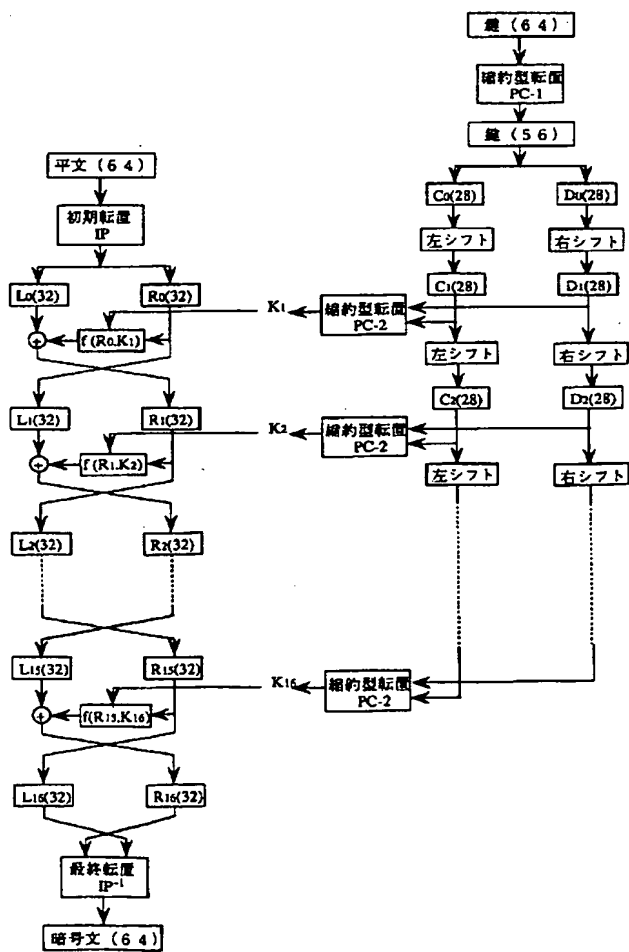 鍵 (64)
縮約型転置
PC-1
鍵 (56)
C0(28)
D0(28)
左シフト
右シフト
C1(28)
D1(28)
左シフト
右シフト
C2(28)
D2(28)
左シフト
右シフト
平文 (64)
初期転置
IP
L0(32)
R0(32)
f(R0,K1)
+
K1
縮約型転置
PC-2
L1(32)
R1(32)
f(R1,K2)
+
K2
縮約型転置
PC-2
L2(32)
R2(32)
L15(32)
R15(32)
f(R15,K16)
+
K16
縮約型転置
PC-2
L16(32)
R16(32)
最終転置
IP-1
暗号文 (64)